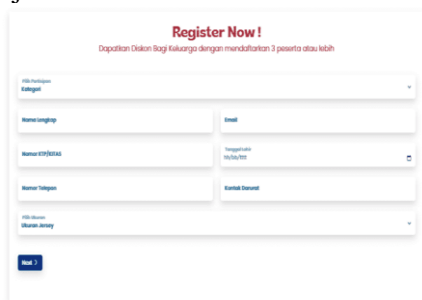 Register Now !
Dapatkan Diskon Bagi Keluarga dengan mendaftarkan 3 peserta atau lebih
Pilih Partisipan
Kategori
Nama Lengkap
Email
Nomor KTP/KITAS
Tanggal Lahir
Nomor Telepon
Kontak Darurat
Pilih Ukuran
Ukuran Jersey
Next